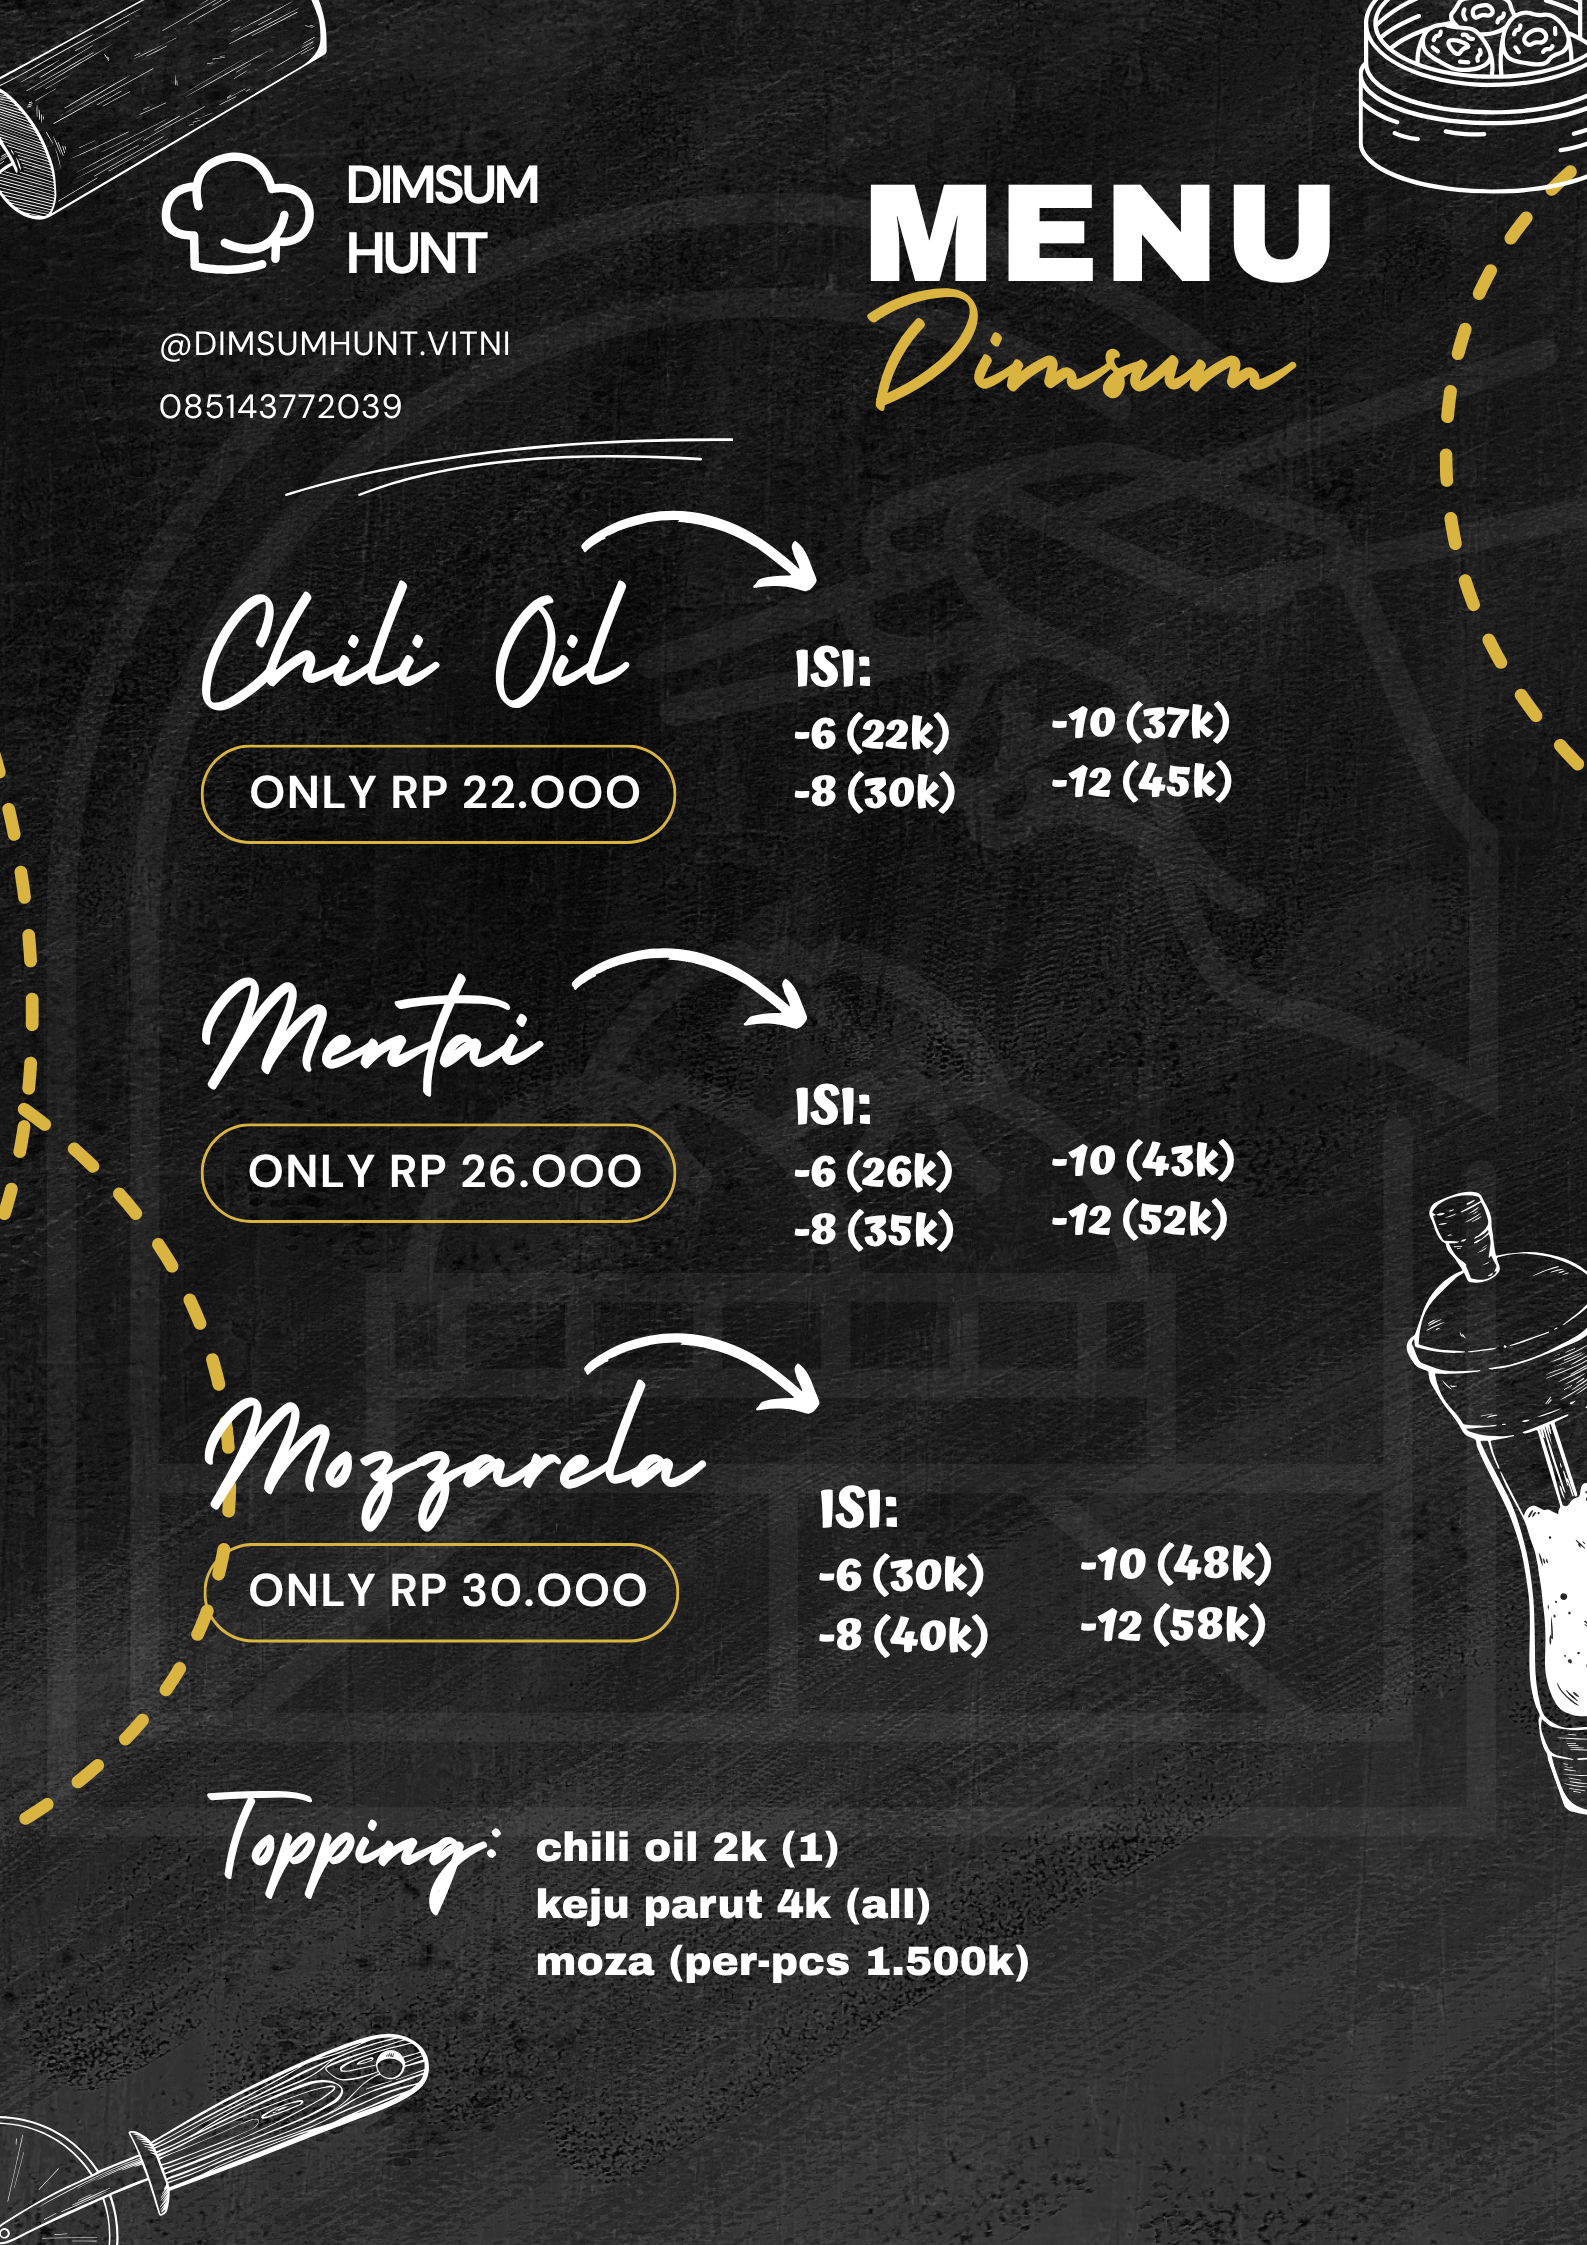 DIMSUM
HUNT
@DIMSUMHUNT.VITNI
085143772039
MENU
Dimsum
Chili Oil
ONLY RP 22.000
ISI:
-6 (22k)
-8 (30k)
-10 (37k)
-12 (45k)
Mentai
ONLY RP 26.000
ISI:
-6 (26k)
-8 (35k)
-10 (43k)
-12 (52k)
Mozzarela
ONLY RP 30.000
ISI:
-6 (30k)
-8 (40k)
-10 (48k)
-12 (58k)
Topping:
chili oil 2k (1)
keju parut 4k (all)
moza (per-pcs 1.500k)